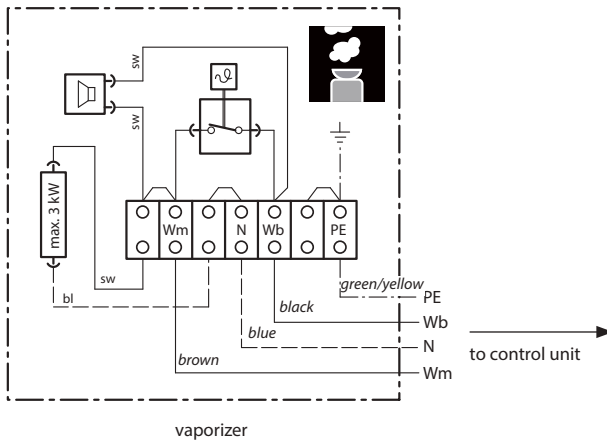 sw
sw
max. 3 kW
Wm
N
Wb
PE
sw
bl
green/yellow
PE
black
Wb
blue
N
to control unit
brown
Wm
vaporizer